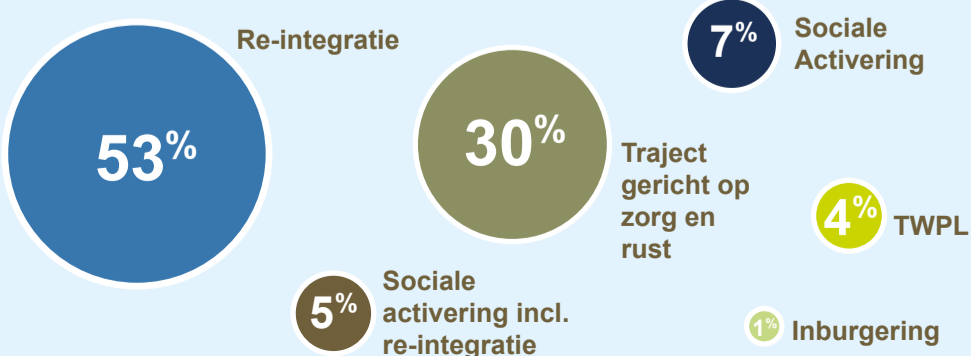 53%
Re-integratie
30%
Traject
gericht op
zorg en
rust
7%
Sociale
Activering
4%
TWPL
5%
Sociale
activering incl.
re-integratie
1%
Inburgering